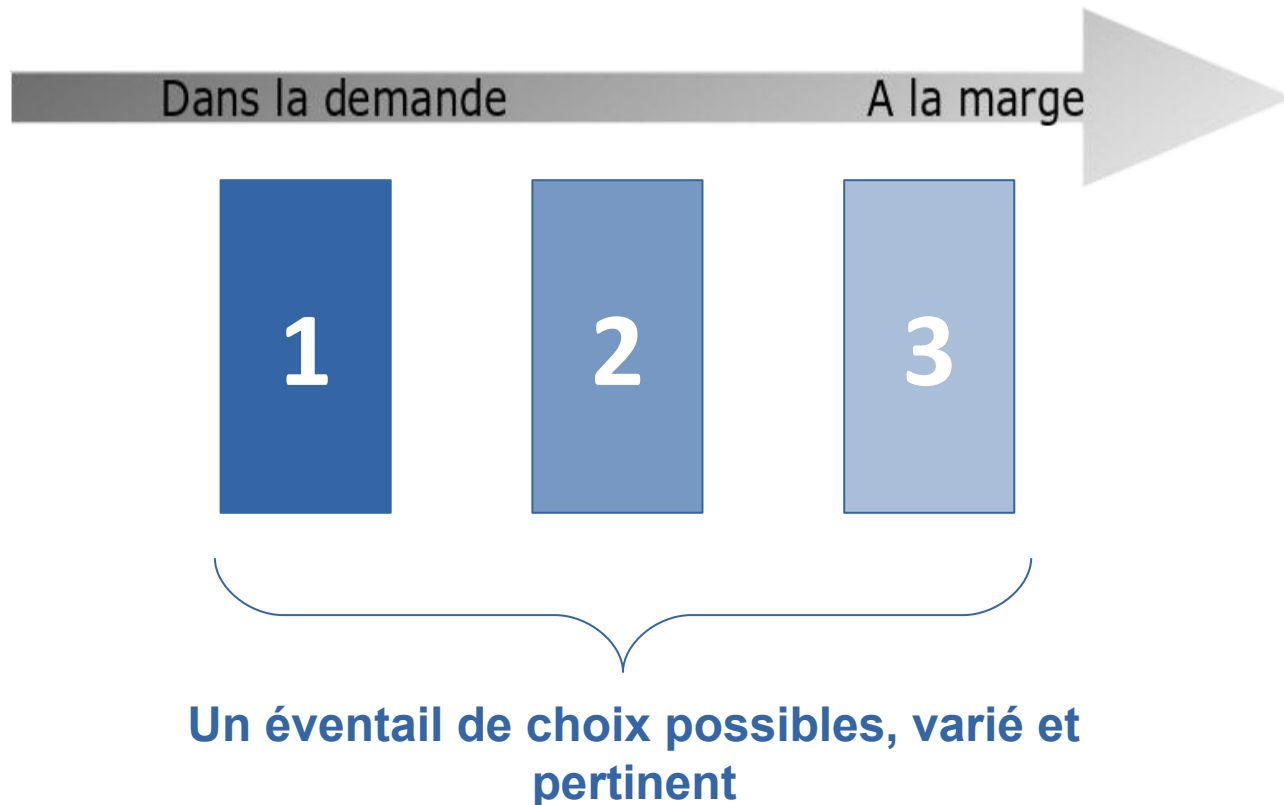 Dans la demande A la marge
1 2 3
Un éventail de choix possibles, varié et
pertinent